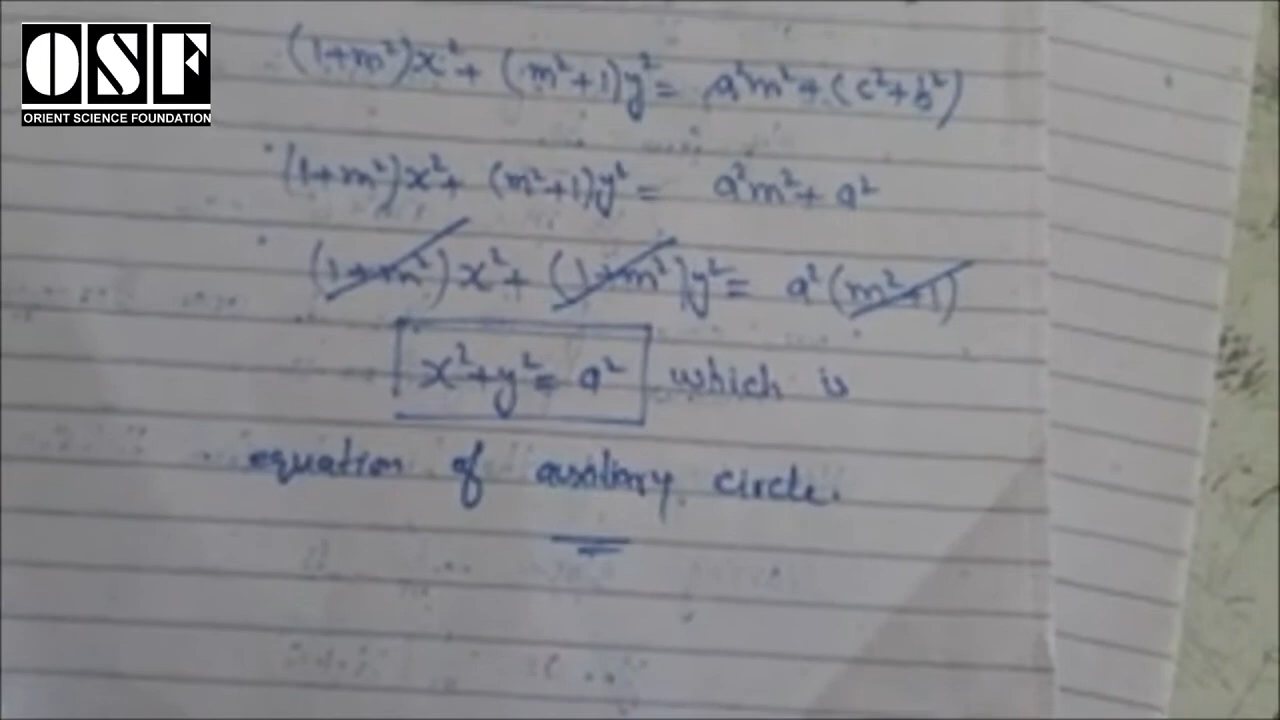 OSF
ORIENT SCIENCE FOUNDATION
(1+m²)x²+ (m²+1)y²= a²m²+(c²+b²)
(1+m²)x²+ (m²+1)y²= a²m²+a²
(1+m²)x²+ (1+m²)y²= a²(m²+1)
x²+y²= a² which is
equation of auxiliary circle.